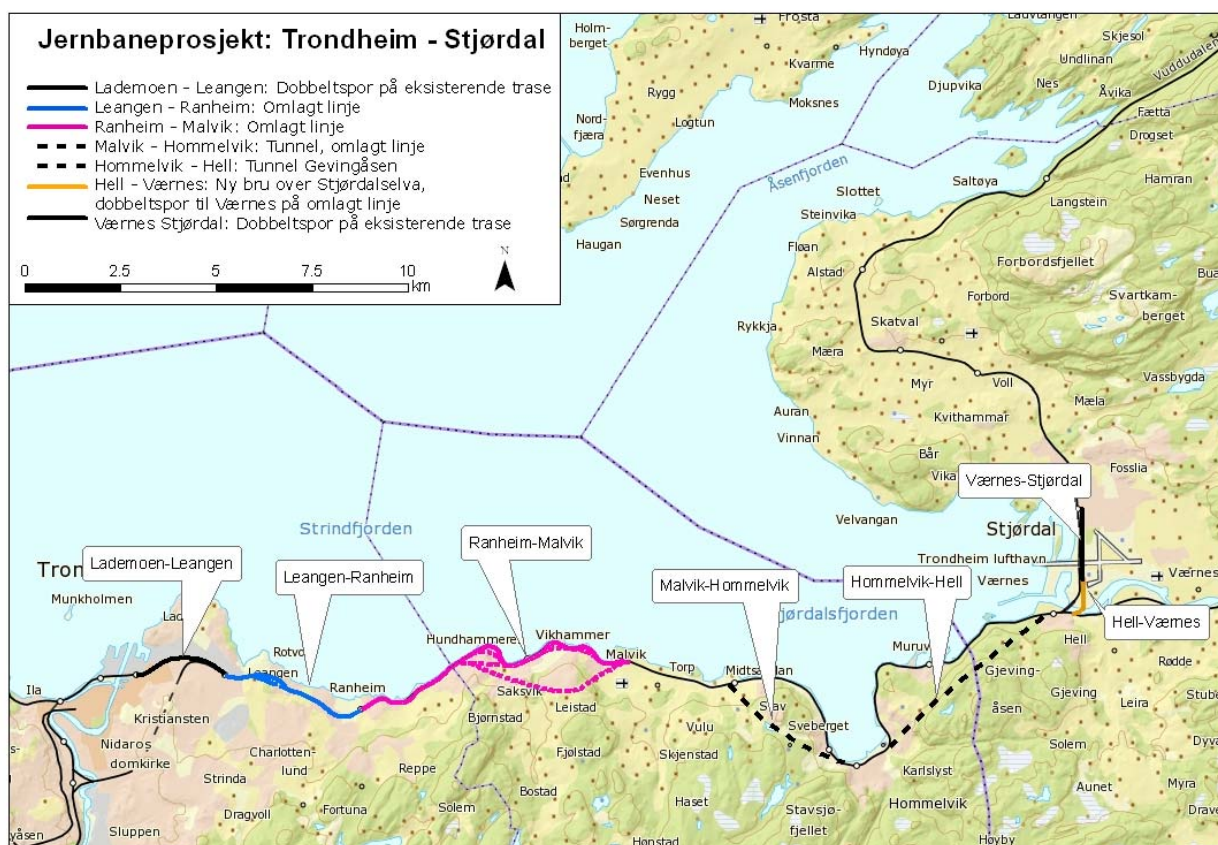 Jernbaneprosjekt: Trondheim - Stjørdal
Lademoen - Leangen: Dobbeltspor på eksisterende trase
Leangen - Ranheim: Omlagt linje
Ranheim - Malvik: Omlagt linje
Malvik - Hommelvik: Tunnel, omlagt linje
Hommelvik - Hell: Tunnel Gevingåsen
Hell - Værnes: Ny bru over Stjørdalselva,
dobbeltspor til Værnes på omlagt linje
Værnes Stjørdal: Dobbeltspor på eksisterende trase
0 2.5 5 7.5 10
km
N
Holm-
berget
Frosta
Kvarme
Hyndøya
Lauvtangen
Skjesol
Undlinan
Vuddudalen
Djupvika
Nes
Åvika
Rygg
Moksnes
Fætta
Nord-
fjæra
Logtun
Drogset
Åsenfjorden
Evenhus
Hamran
Neset
Slottet
Saltøya
Sørgrenda
Steinvika
Langstein
Haugan
Fløan
Forbordsfjellet
Alstad
Forbord
Svartkam-
berget
Rykkja
Skatval
Mæra
Vassbygda
Myr
Voll
Mæla
Auran
Kvithammar
Vinnan
Bår
Fosslia
Vika
Værnes-Stjørdal
Velvangan
Stjørdal
Strindfjorden
Ranheim-Malvik
Lademoen-Leangen
Trondheim lufthavn
Værnes
Værnes
Leangen-Ranheim
Malvik-Hommelvik
Hommelvik-Hell
Munkholmen
Hell-Værnes
Hundhammere
Vikhammer
Muruv
Hell
Malvik
Torp
Leangen
Rotvo
Gjeving-
åsen
Rødde
Ila
Ranheim
Saksvik
Leistad
Gjeving
Leira
Kristiansten
Bjørnstad
Vulu
Sveberget
Nidaros
domkirke
Charlotten-
lund
Fjølstad
Skjenstad
Solem
Strinda
Reppe
Karlslyst
Aunet
Myra
Bostad
Haset
Hommelvik
Dragvoll
Fortuna
Solem
Stavsjø-
fjellet
Sluppen
Hønstad
Høyby